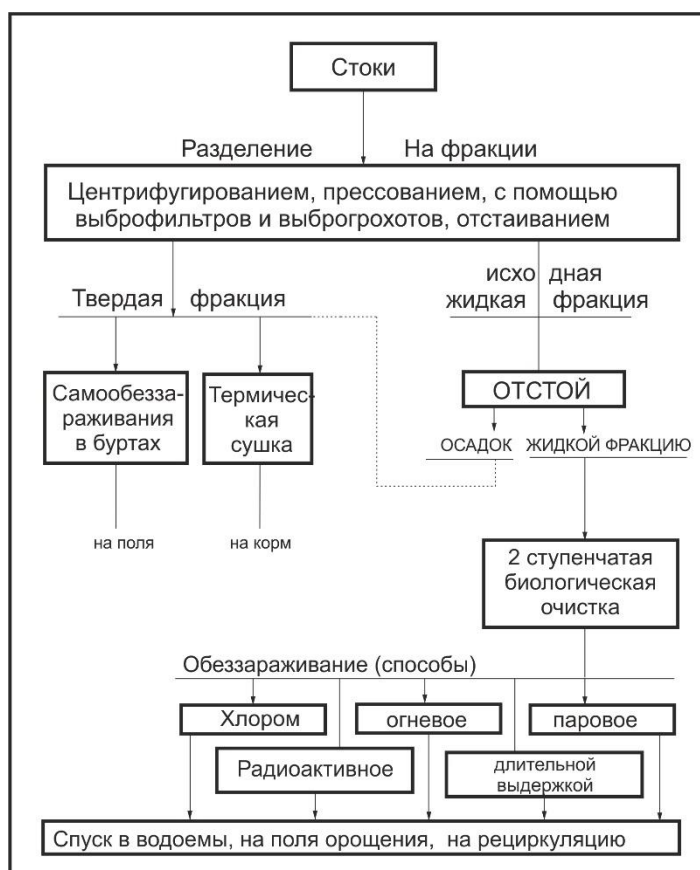 Стоки
Разделение На фракции
Центрифугированием, прессованием, с помощью
выброфильтров и выброгрохотов, отстаиванием
Твердая фракция
исхо дная
жидкая фракция
Самообезза-
раживания
в буртах
Термичес-
кая
сушка
ОТСТОЙ
ОСАДОК
ЖИДКОЙ ФРАКЦИЮ
на поля
на корм
2 ступенчатая
биологическая
очистка
Обеззараживание (способы)
Хлором
огневое
паровое
Радиоактивное
длительной
выдержкой
Спуск в водоемы, на поля орощения, на рециркуляцию